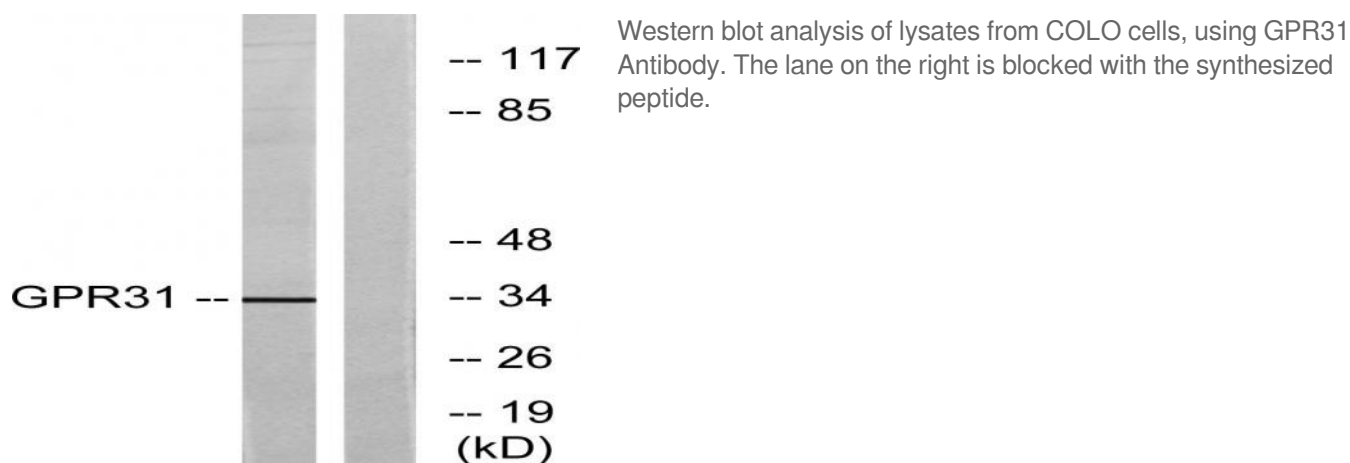 GPR31 --
-- 117
-- 85
-- 48
-- 34
-- 26
-- 19
(kD)
Western blot analysis of lysates from COLO cells, using GPR31
Antibody. The lane on the right is blocked with the synthesized
peptide.